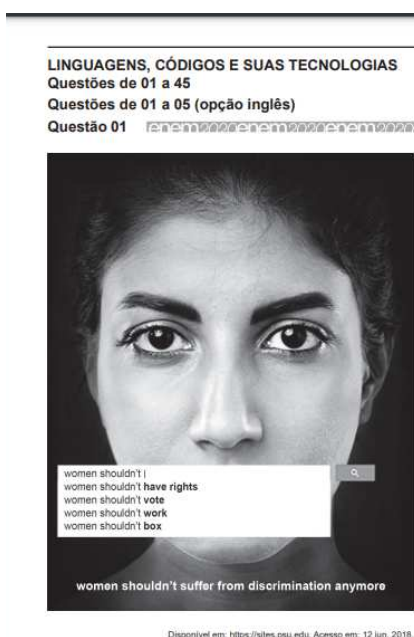 LINGUAGENS, CÓDIGOS E SUAS TECNOLOGIAS
Questões de 01 a 45
Questões de 01 a 05 (opção inglês)
Questão 01 enem2020enem2020enem2020
women shouldn't |
women shouldn't have rights
women shouldn't vote
women shouldn't work
women shouldn't box
women shouldn't suffer from discrimination anymore
Disponível em: https://sites.psu.edu. Acesso em: 12 jun. 2018.